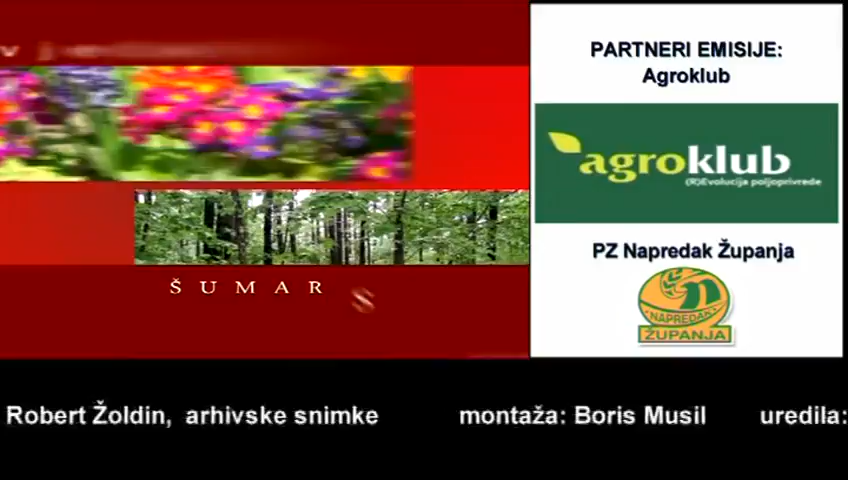 ŠUMARS
PARTNERI EMISIJE:
Agroklub
agroklub
(R)Evolucija poljoprivrede
PZ Napredak Županja
NAPREDAK
ŽUPANJA
Robert Žoldin, arhivske snimke montaža: Boris Musil uredila: